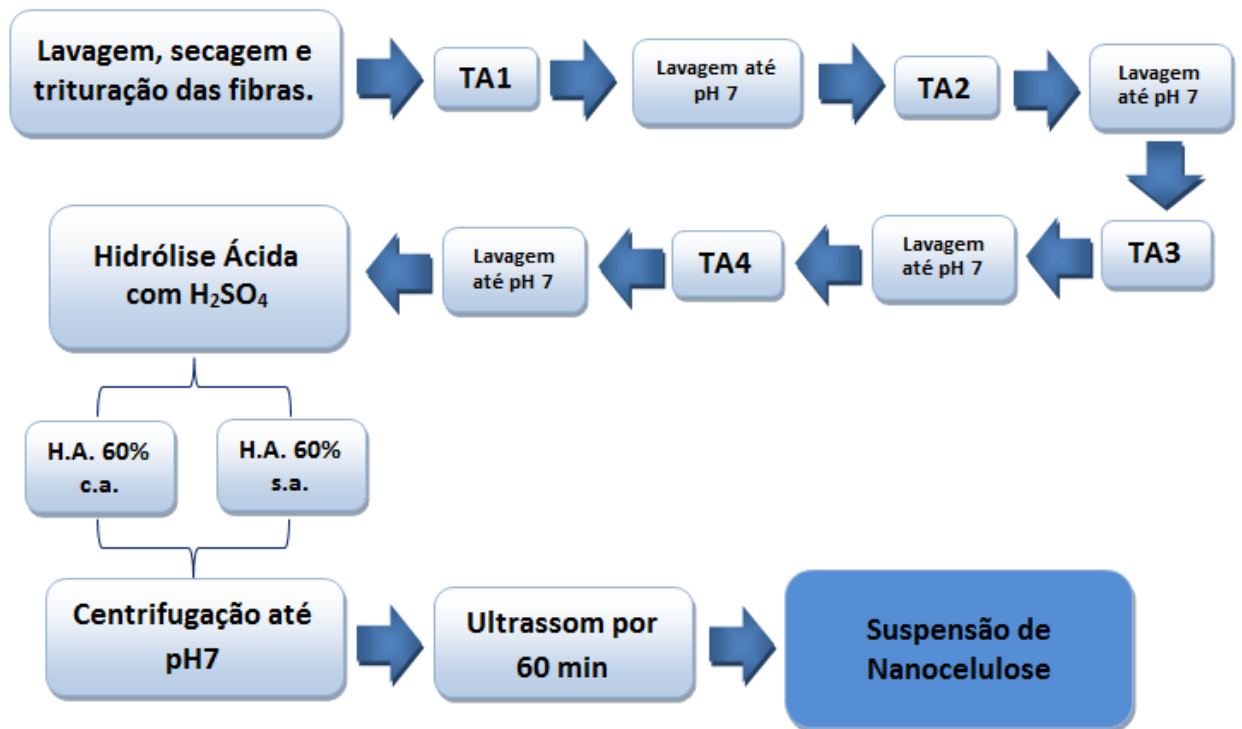 Lavagem, secagem e
trituração das fibras.
TA1
Lavagem até
pH 7
TA2
Lavagem
até pH 7
TA3
Lavagem
até pH 7
TA4
Lavagem
até pH 7
Hidrólise Ácida
com H₂SO₄
H.A. 60%
c.a.
H.A. 60%
s.a.
Centrifugação até
pH7
Ultrassom por
60 min
Suspensão de
Nanocelulose